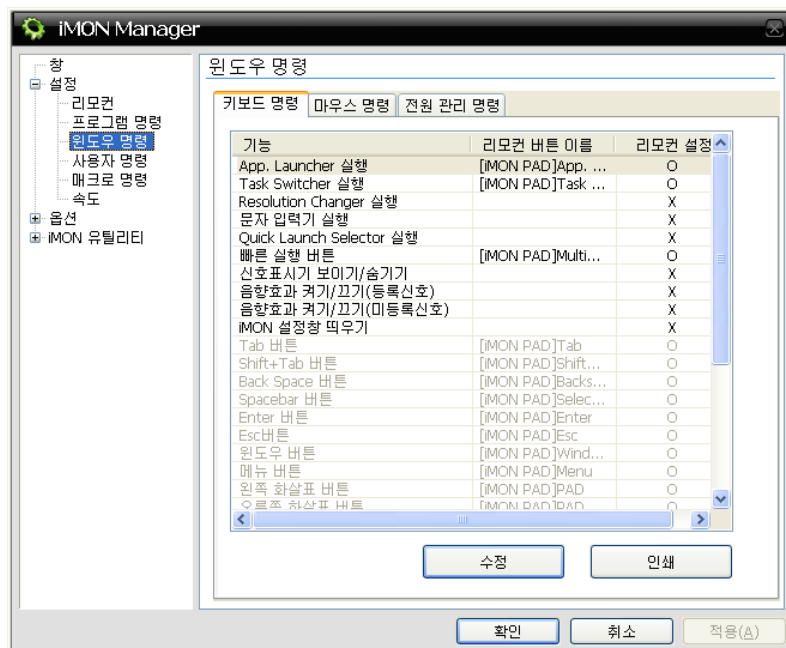 iMON Manager
창
설정
리모컨
프로그램 명령
윈도우 명령
사용자 명령
매크로 명령
속도
옵션
iMON 유틸리티
윈도우 명령
키보드 명령 마우스 명령 전원 관리 명령
기능 리모컨 버튼 이름 리모컨 설정
App. Launcher 실행 [iMON PAD]App. ... O
Task Switcher 실행 [iMON PAD]Task ... O
Resolution Changer 실행 X
문자 입력기 실행 X
Quick Launch Selector 실행 X
빠른 실행 버튼 [iMON PAD]Multi... O
신호표시기 보이기/숨기기 X
음향효과 켜기/끄기(등록신호) X
음향효과 켜기/끄기(미등록신호) X
iMON 설정창 띄우기 X
Tab 버튼 [iMON PAD]Tab O
Shift+Tab 버튼 [iMON PAD]Shift... O
Back Space 버튼 [iMON PAD]Backs... O
Spacebar 버튼 [iMON PAD]Selec... O
Enter 버튼 [iMON PAD]Enter O
Esc버튼 [iMON PAD]Esc O
윈도우 버튼 [iMON PAD]Wind... O
메뉴 버튼 [iMON PAD]Menu O
왼쪽 화살표 버튼 [iMON PAD]PAD O
오른쪽 화살표 버튼 [iMON PAD]PAD O
수정 인쇄
확인 취소 적용(A)